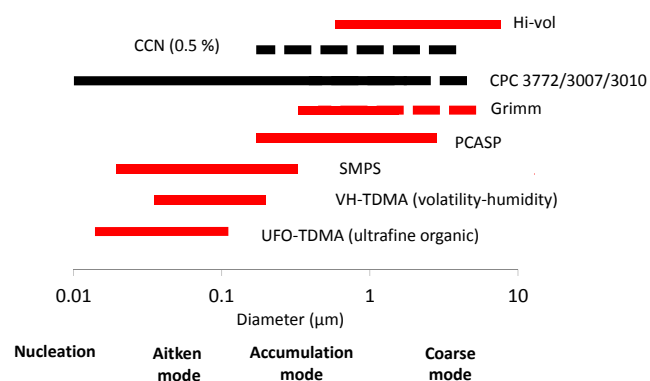 Hi-vol
CCN (0.5 %)
CPC 3772/3007/3010
Grimm
PCASP
SMPS
VH-TDMA (volatility-humidity)
UFO-TDMA (ultrafine organic)
0.01 0.1 1 10
Diameter (µm)
Nucleation Aitken Accumulation Coarse
mode mode mode